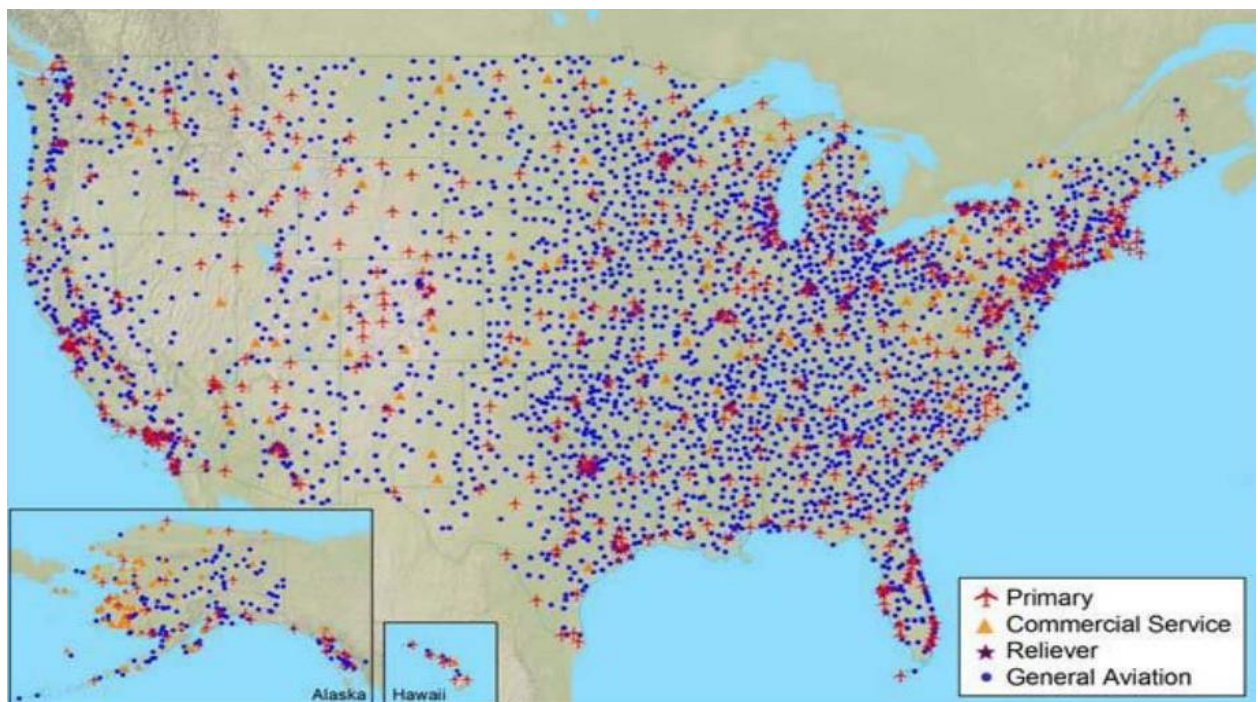 Primary
Commercial Service
Reliever
General Aviation
Alaska
Hawaii